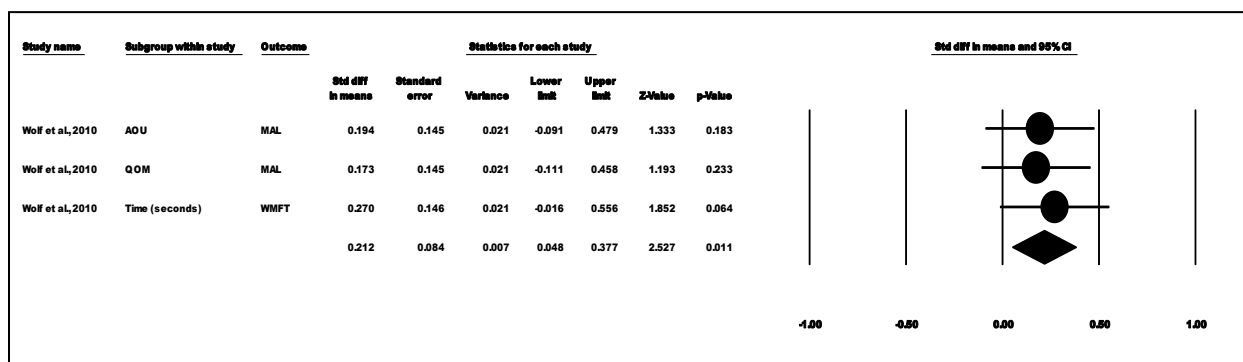 Study name Subgroup within study Outcome Statistics for each study Std diff in means and 95% CI
Std diff in means Standard error Variance Lower limit Upper limit Z-Value p-Value
Wolf et al., 2010 AOU MAL 0.194 0.145 0.021 -0.091 0.479 1.333 0.183
Wolf et al., 2010 QOM MAL 0.173 0.145 0.021 -0.111 0.458 1.193 0.233
Wolf et al., 2010 Time (seconds) WMFT 0.270 0.146 0.021 -0.016 0.556 1.852 0.064
0.212 0.084 0.007 0.048 0.377 2.527 0.011
-1.00 -0.50 0.00 0.50 1.00